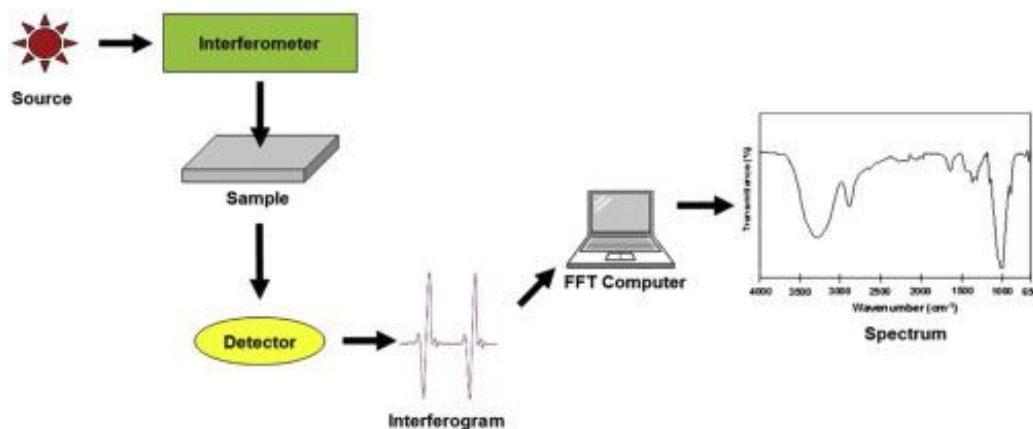 Interferometer
Source
Sample
Detector
Interferogram
FFT Computer
Transmittance [%]
4000 3500 3000 2500 2000 1500 1000 65
Wavenumber (cm-1)
Spectrum